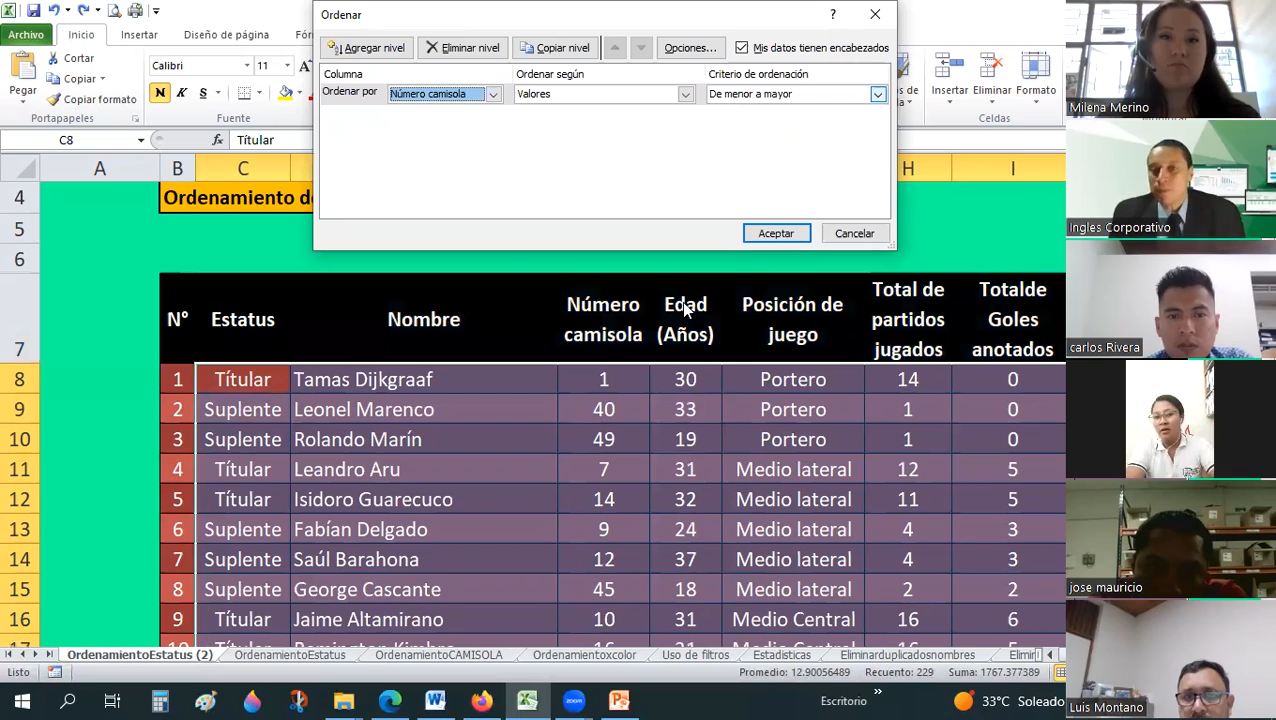 Ordenar
? ✕
Archivo Inicio Insertar Diseño de página
Cortar
Copiar
Copiar formato
Pegar
Portapapeles
Calibri 11
N K S
Fuente
Insertar Eliminar Formato
Celdas
Agregar nivel Eliminar nivel Copiar nivel Opciones... Mis datos tienen encabezados
Columna Ordenar según Criterio de ordenación
Ordenar por Número camisola Valores De menor a mayor
Aceptar Cancelar
C8 fx Títular
A B C H I
4 Ordenamiento de
5
6
7 Nº Estatus Nombre Número camisola Edad (Años) Posición de juego Total de partidos jugados Totalde Goles anotados
8 1 Títular Tamas Dijkgraaf 1 30 Portero 14 0
9 2 Suplente Leonel Marenco 40 33 Portero 1 0
10 3 Suplente Rolando Marín 49 19 Portero 1 0
11 4 Títular Leandro Aru 7 31 Medio lateral 12 5
12 5 Títular Isidoro Guarecuco 14 32 Medio lateral 11 5
13 6 Suplente Fabían Delgado 9 24 Medio lateral 4 3
14 7 Suplente Saúl Barahona 12 37 Medio lateral 4 3
15 8 Suplente George Cascante 45 18 Medio lateral 2 2
16 9 Títular Jaime Altamirano 10 31 Medio Central 16 6
OrdenamientoEstatus (2) OrdenamientoEstatus OrdenamientoCAMISOLA Ordenamientoxcolor Uso de filtros Estadísticas Eliminarduplicadosnombres Elimin
Listo Promedio: 12.90056489 Recuento: 229 Suma: 1767.377389
Escritorio » 33°C Soleado
Milena Merino
Ingles Corporativo
carlos Rivera
jose mauricio
Luis Montano